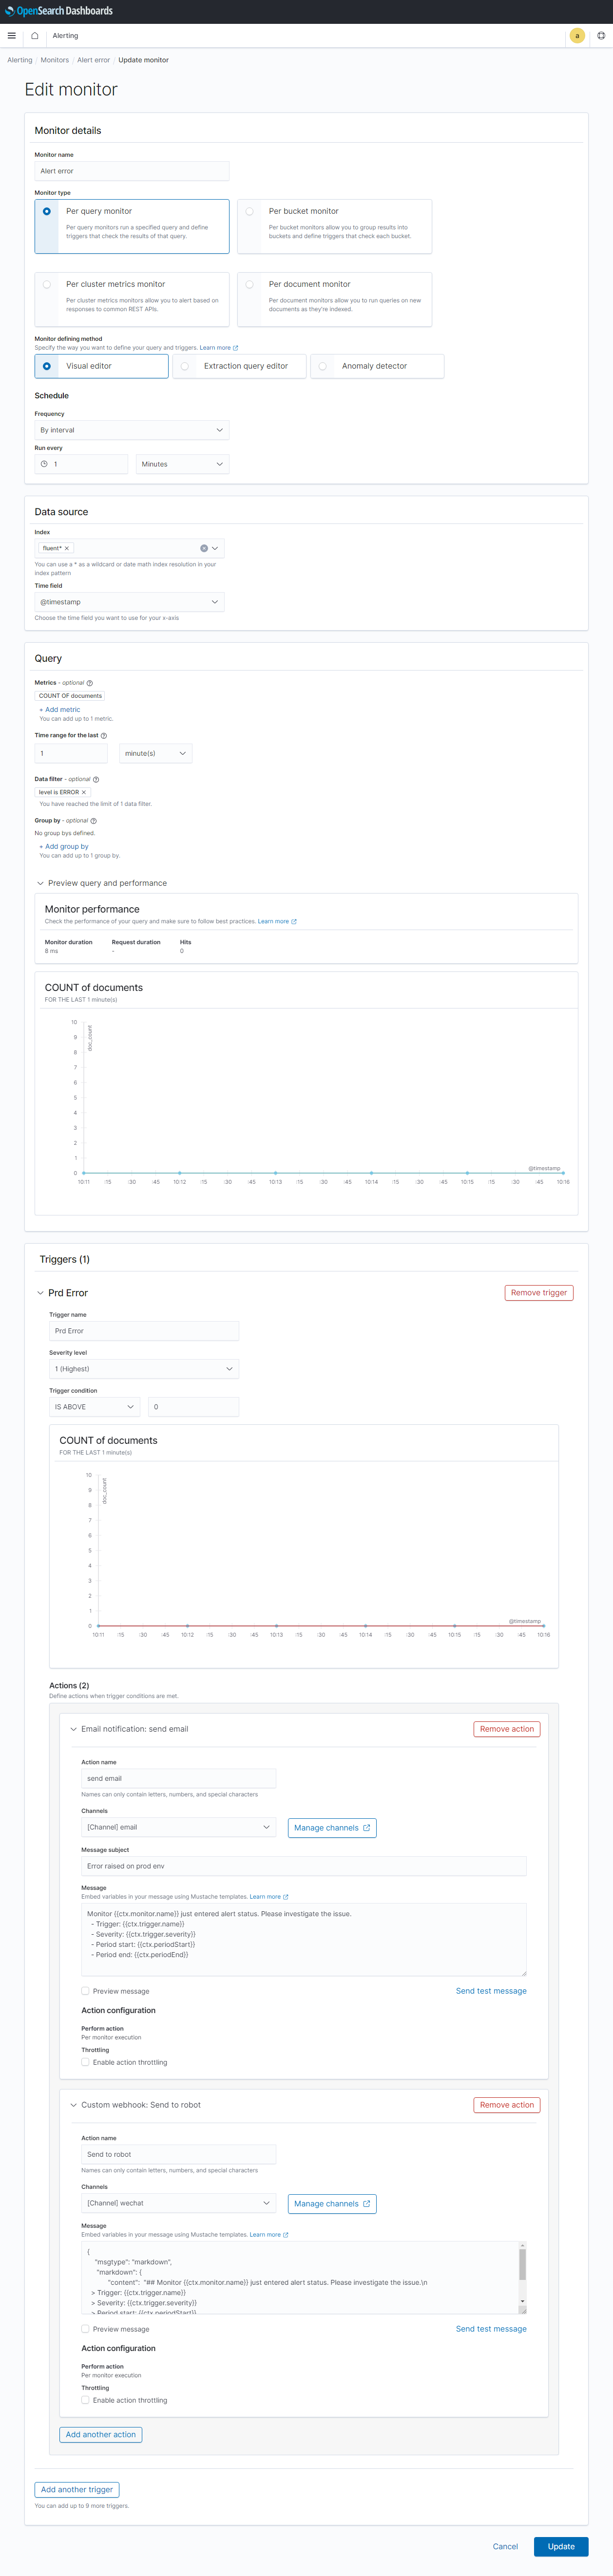 OpenSearch Dashboards
Alerting
a
Alerting / Monitors / Alert error / Update monitor
Edit monitor
Monitor details
Monitor name
Alert error
Monitor type
Per query monitor
Per query monitors run a specified query and define
triggers that check the results of that query.
Per bucket monitor
Per bucket monitors allow you to group results into
buckets and define triggers that check each bucket.
Per cluster metrics monitor
Per cluster metrics monitors allow you to alert based on
responses to common REST APIs.
Per document monitor
Per document monitors allow you to run queries on new
documents as they're indexed.
Monitor defining method
Specify the way you want to define your query and triggers. Learn more
Visual editor
Extraction query editor
Anomaly detector
Schedule
Frequency
By interval
Run every
1
Minutes
Data source
Index
fluent*
You can use a * as a wildcard or date math index resolution in your
index pattern
Time field
@timestamp
Choose the time field you want to use for your x-axis
Query
Metrics - optional
COUNT OF documents
+ Add metric
You can add up to 1 metric.
Time range for the last
1
minute(s)
Data filter - optional
level is ERROR
You have reached the limit of 1 data filter.
Group by - optional
No group bys defined.
+ Add group by
You can add up to 1 group by.
Preview query and performance
Monitor performance
Check the performance of your query and make sure to follow best practices. Learn more
Monitor duration Request duration Hits
8 ms - 0
COUNT of documents
FOR THE LAST 1 minute(s)
doc_count
10
9
8
7
6
5
4
3
2
1
0
@timestamp
10:11 :15 :30 :45 10:12 :15 :30 :45 10:13 :15 :30 :45 10:14 :15 :30 :45 10:15 :15 :30 :45 10:16
Triggers (1)
Prd Error
Remove trigger
Trigger name
Prd Error
Severity level
1 (Highest)
Trigger condition
IS ABOVE
0
COUNT of documents
FOR THE LAST 1 minute(s)
doc_count
10
9
8
7
6
5
4
3
2
1
0
@timestamp
10:11 :15 :30 :45 10:12 :15 :30 :45 10:13 :15 :30 :45 10:14 :15 :30 :45 10:15 :15 :30 :45 10:16
Actions (2)
Define actions when trigger conditions are met.
Email notification: send email
Remove action
Action name
send email
Names can only contain letters, numbers, and special characters
Channels
[Channel] email
Manage channels
Message subject
Error raised on prod env
Message
Embed variables in your message using Mustache templates. Learn more
Monitor {{ctx.monitor.name}} just entered alert status. Please investigate the issue.
- Trigger: {{ctx.trigger.name}}
- Severity: {{ctx.trigger.severity}}
- Period start: {{ctx.periodStart}}
- Period end: {{ctx.periodEnd}}
Preview message
Send test message
Action configuration
Perform action
Per monitor execution
Throttling
Enable action throttling
Custom webhook: Send to robot
Remove action
Action name
Send to robot
Names can only contain letters, numbers, and special characters
Channels
[Channel] wechat
Manage channels
Message
Embed variables in your message using Mustache templates. Learn more
{
"msgtype": "markdown",
"markdown": {
"content": "## Monitor {{ctx.monitor.name}} just entered alert status. Please investigate the issue.\n
> Trigger: {{ctx.trigger.name}}
> Severity: {{ctx.trigger.severity}}
> Period start: {{ctx.periodStart}}
Preview message
Send test message
Action configuration
Perform action
Per monitor execution
Throttling
Enable action throttling
Add another action
Add another trigger
You can add up to 9 more triggers.
Cancel
Update